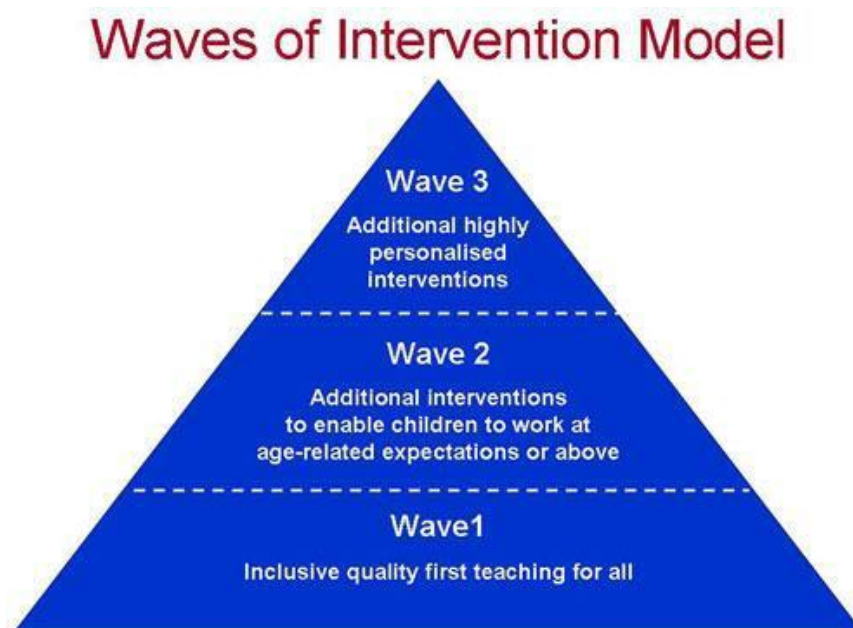 Waves of Intervention Model
Wave 3
Additional highly
personalised
interventions
Wave 2
Additional interventions
to enable children to work at
age-related expectations or above
Wave1
Inclusive quality first teaching for all